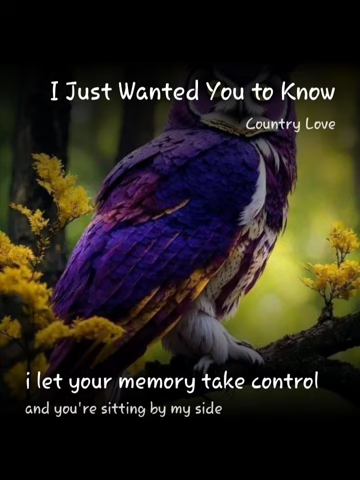 I Just Wanted You to Know
Country Love
i let your memory take control
and you're sitting by my side